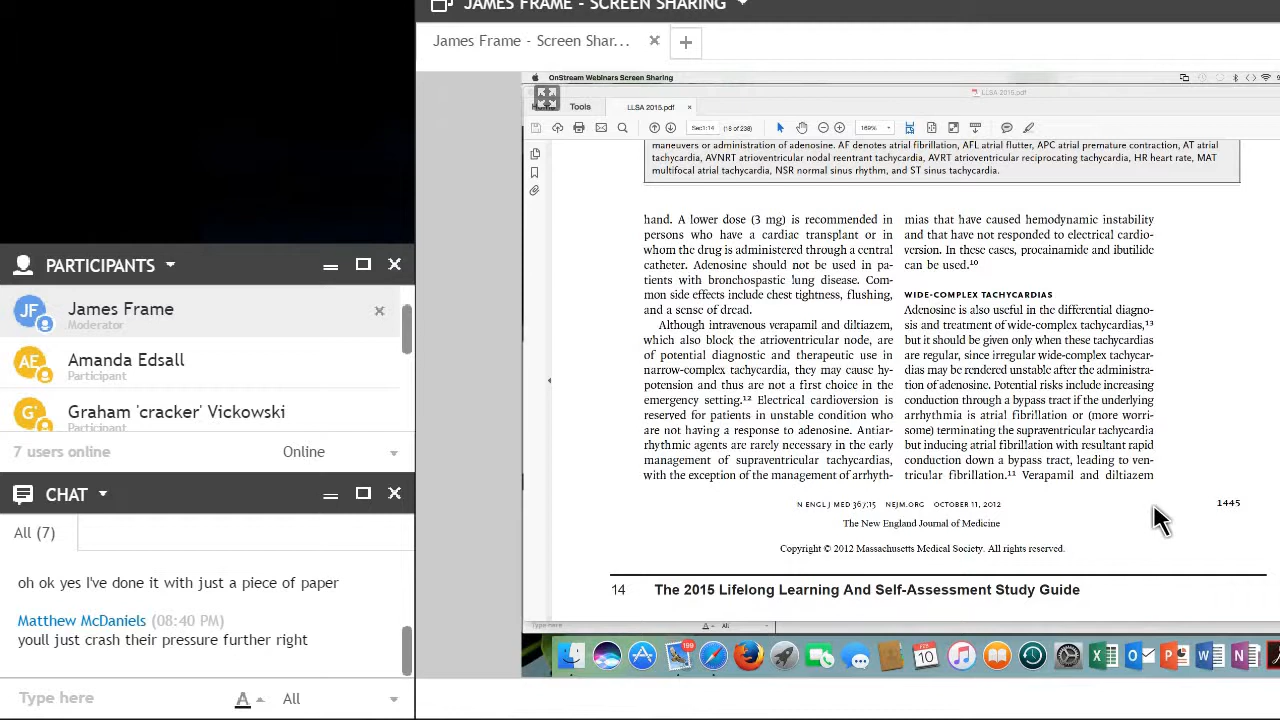 JAMES FRAME - SCREEN SHARING
James Frame - Screen Shar...
OnStream Webinars Screen Sharing
LLSA 2015.pdf
Tools
LLSA 2015.pdf
Sec1:14
(16 of 238)
169%
maneuvers or administration of adenosine. AF denotes atrial fibrillation, AFL atrial flutter, APC atrial premature contraction, AT atrial
tachycardia, AVNRT atrioventricular nodal reentrant tachycardia, AVRT atrioventricular reciprocating tachycardia, HR heart rate, MAT
multifocal atrial tachycardia, NSR normal sinus rhythm, and ST sinus tachycardia.
hand. A lower dose (3 mg) is recommended in
persons who have a cardiac transplant or in
whom the drug is administered through a central
catheter. Adenosine should not be used in pa-
tients with bronchospastic lung disease. Com-
mon side effects include chest tightness, flushing,
and a sense of dread.
Although intravenous verapamil and diltiazem,
which also block the atrioventricular node, are
of potential diagnostic and therapeutic use in
narrow-complex tachycardia, they may cause hy-
potension and thus are not a first choice in the
emergency setting.12 Electrical cardioversion is
reserved for patients in unstable condition who
are not having a response to adenosine. Antiar-
rhythmic agents are rarely necessary in the early
management of supraventricular tachycardias,
with the exception of the management of arrhyth-
mias that have caused hemodynamic instability
and that have not responded to electrical cardio-
version. In these cases, procainamide and ibutilide
can be used.10
WIDE-COMPLEX TACHYCARDIAS
Adenosine is also useful in the differential diagno-
sis and treatment of wide-complex tachycardias,13
but it should be given only when these tachycardias
are regular, since irregular wide-complex tachycar-
dias may be rendered unstable after the administra-
tion of adenosine. Potential risks include increasing
conduction through a bypass tract if the underlying
arrhythmia is atrial fibrillation or (more worri-
some) terminating the supraventricular tachycardia
but inducing atrial fibrillation with resultant rapid
conduction down a bypass tract, leading to ven-
tricular fibrillation.11 Verapamil and diltiazem
N ENGL J MED 367;15 NEJM.ORG OCTOBER 11, 2012
1445
The New England Journal of Medicine
Copyright © 2012 Massachusetts Medical Society. All rights reserved.
14 The 2015 Lifelong Learning And Self-Assessment Study Guide
Type here
A
All
199
FEB
10
PARTICIPANTS
JF
James Frame
Moderator
AE
Amanda Edsall
Participant
G'
Graham 'cracker' Vickowski
Participant
7 users online
Online
CHAT
All (7)
oh ok yes I've done it with just a piece of paper
Matthew McDaniels (08:40 PM)
youll just crash their pressure further right
Type here
A
All